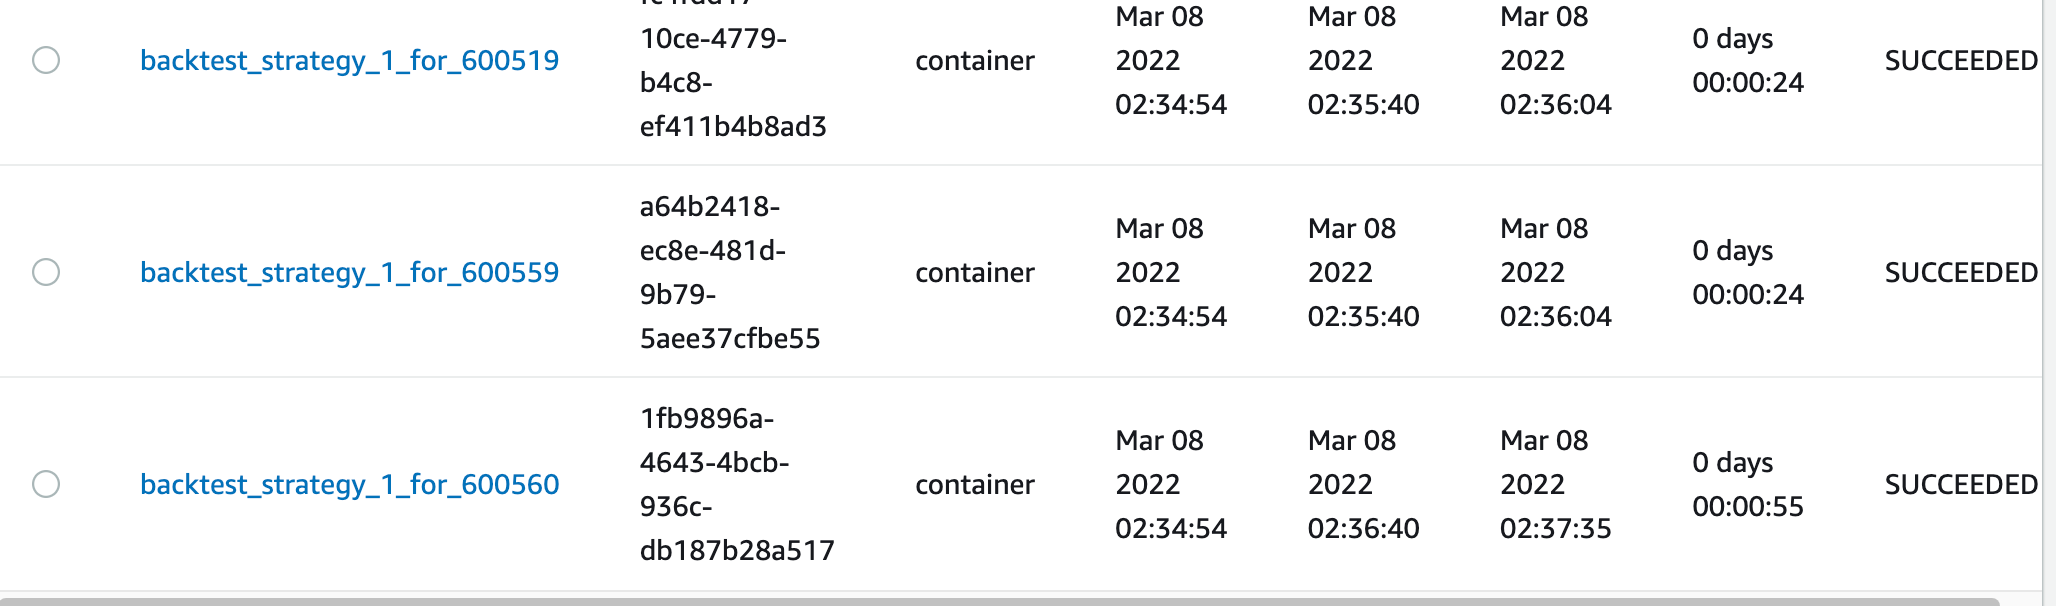 backtest_strategy_1_for_600519
10ce-4779-
b4c8-
ef411b4b8ad3
container
Mar 08
2022
02:34:54
Mar 08
2022
02:35:40
Mar 08
2022
02:36:04
0 days
00:00:24
SUCCEEDED
backtest_strategy_1_for_600559
a64b2418-
ec8e-481d-
9b79-
5aee37cfbe55
container
Mar 08
2022
02:34:54
Mar 08
2022
02:35:40
Mar 08
2022
02:36:04
0 days
00:00:24
SUCCEEDED
backtest_strategy_1_for_600560
1fb9896a-
4643-4bcb-
936c-
db187b28a517
container
Mar 08
2022
02:34:54
Mar 08
2022
02:36:40
Mar 08
2022
02:37:35
0 days
00:00:55
SUCCEEDED